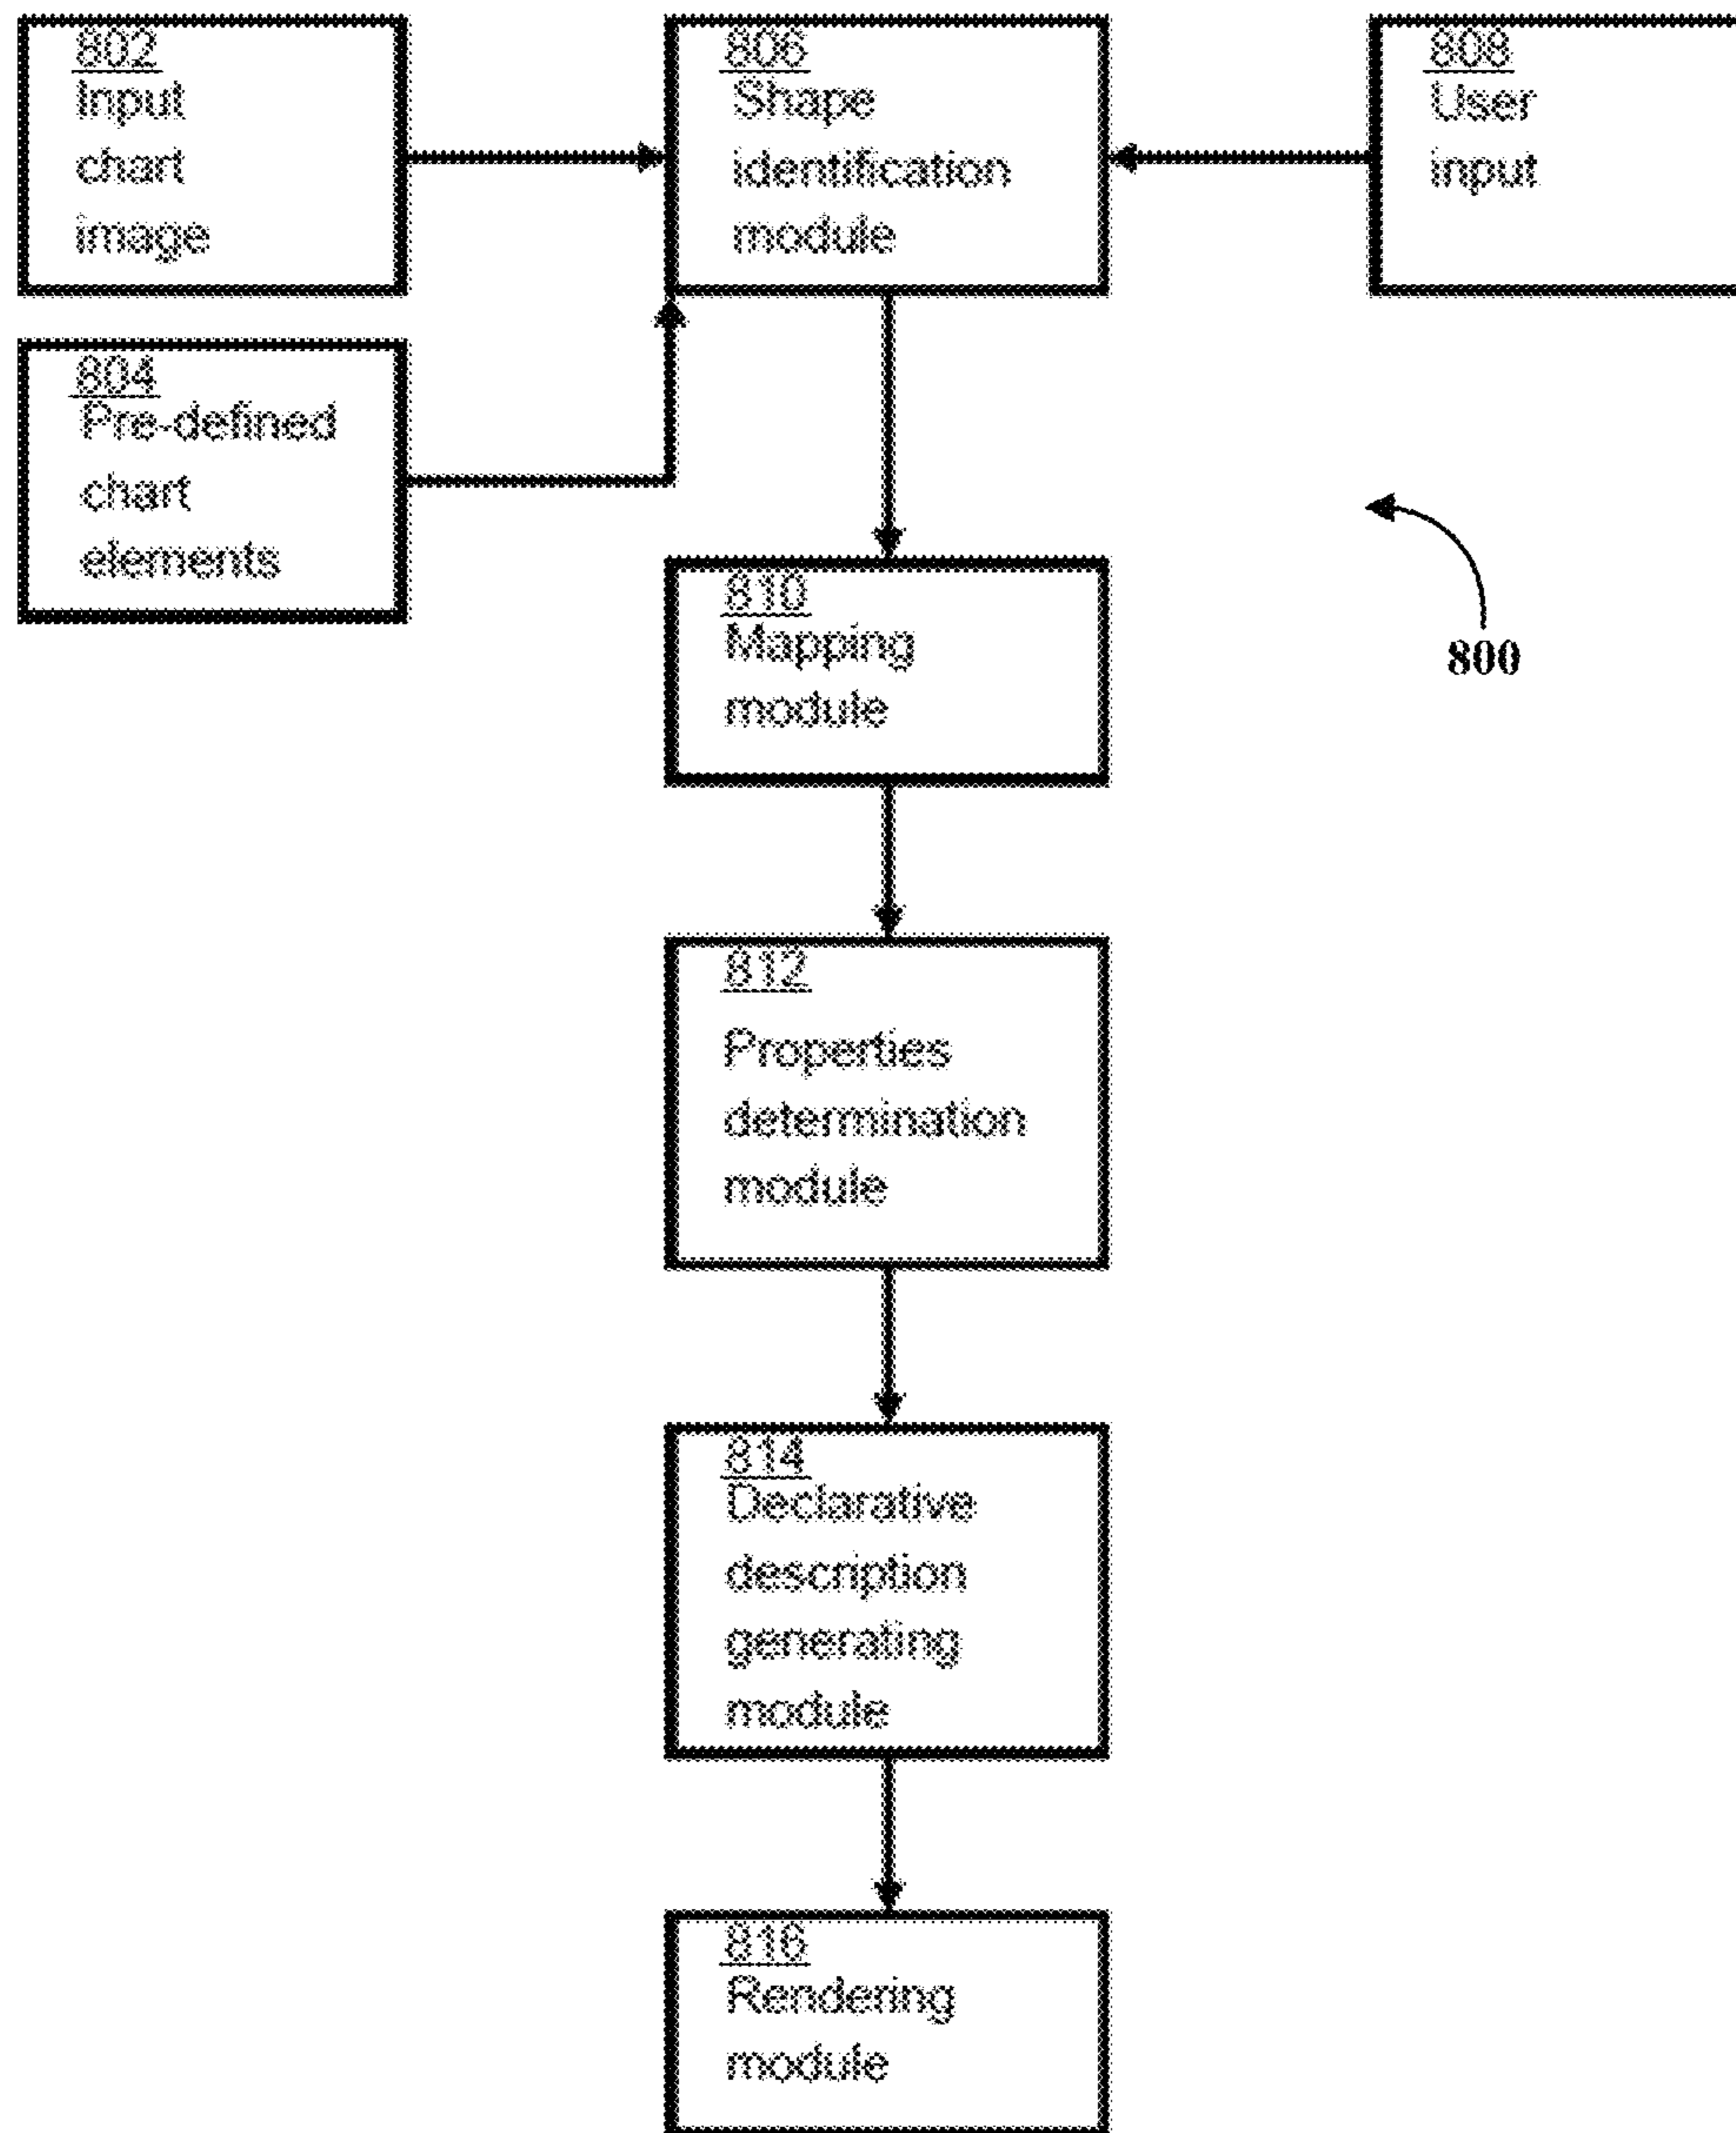 802
Input
chart
image
806
Shape
identification
module
808
User
input
804
Pre-defined
chart
elements
810
Mapping
module
800
812
Properties
determination
module
814
Declarative
description
generating
module
816
Rendering
module